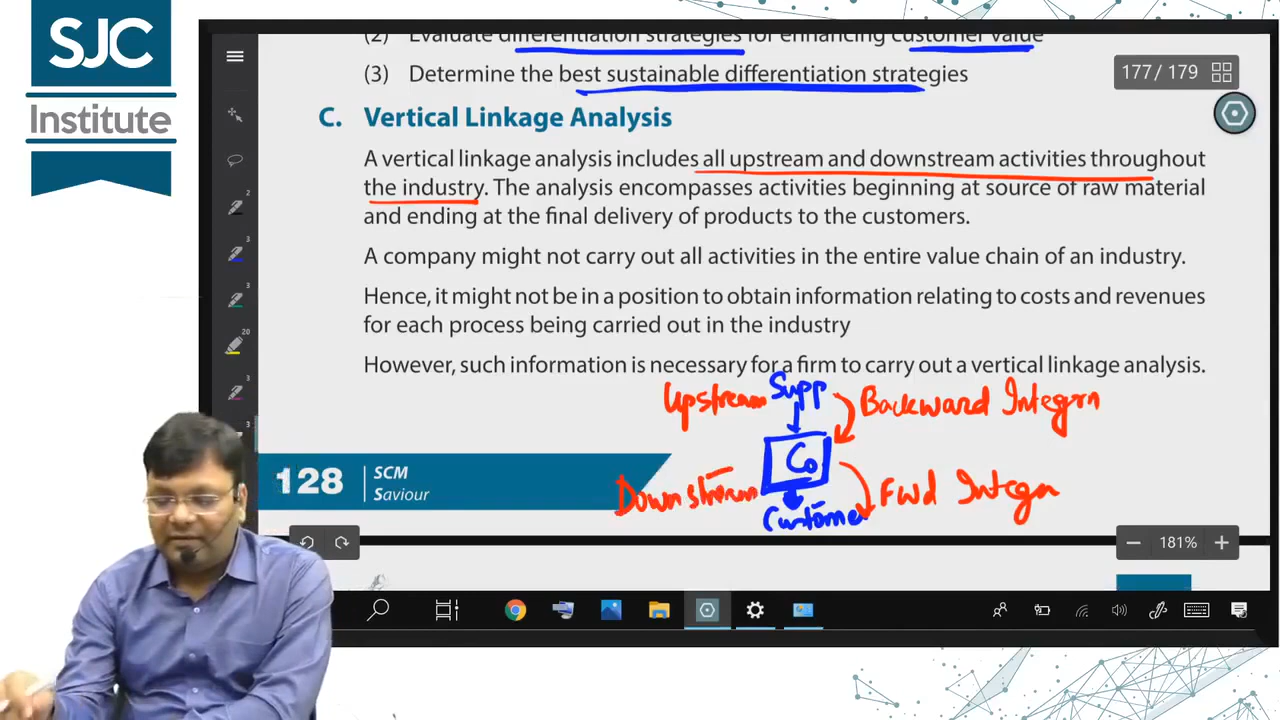 SJC
Institute
(2) Evaluate differentiation strategies for enhancing customer value
(3) Determine the best sustainable differentiation strategies
177 / 179
C. Vertical Linkage Analysis
A vertical linkage analysis includes all upstream and downstream activities throughout
the industry. The analysis encompasses activities beginning at source of raw material
and ending at the final delivery of products to the customers.
A company might not carry out all activities in the entire value chain of an industry.
Hence, it might not be in a position to obtain information relating to costs and revenues
for each process being carried out in the industry
However, such information is necessary for a firm to carry out a vertical linkage analysis.
Upstream Supp Backward Integrn
Co
Downstream Fwd Integn
Customer
128 SCM
Saviour
181%
2
3
3
20
3
3